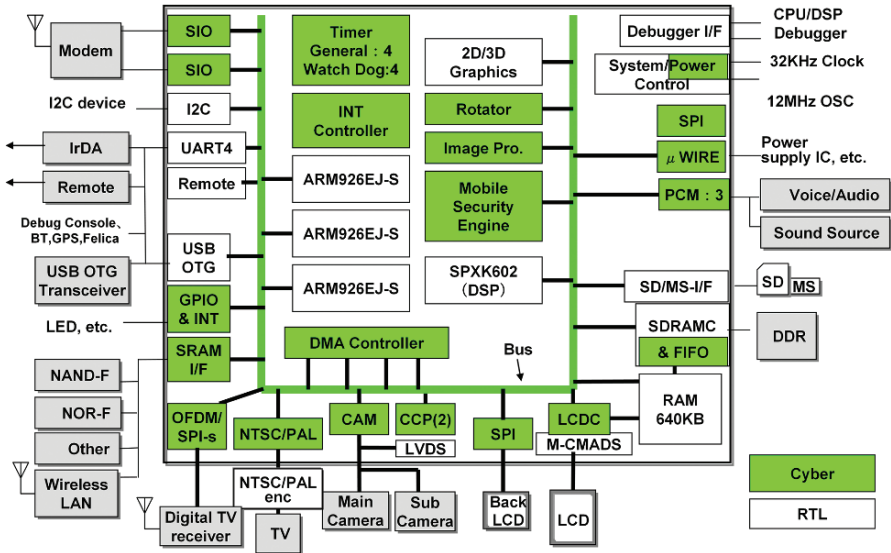 Modem
I2C device
IrDA
Remote
Debug Console、
BT,GPS,Felica
USB OTG
Transceiver
LED, etc.
NAND-F
NOR-F
Other
Wireless
LAN
SIO
SIO
I2C
UART4
Remote
USB
OTG
GPIO
& INT
SRAM
I/F
OFDM/
SPI-s
Timer
General : 4
Watch Dog:4
INT
Controller
ARM926EJ-S
ARM926EJ-S
ARM926EJ-S
DMA Controller
2D/3D
Graphics
Rotator
Image Pro.
Mobile
Security
Engine
SPXK602
（DSP）
Bus
Debugger I/F
System/Power
Control
SPI
μ WIRE
PCM : 3
SD/MS-I/F
SDRAMC
& FIFO
RAM
640KB
NTSC/PAL
CAM
CCP(2)
SPI
LCDC
LVDS
M-CMADS
NTSC/PAL
enc
Digital TV
receiver
TV
Main
Camera
Sub
Camera
Back
LCD
LCD
CPU/DSP
Debugger
32KHz Clock
12MHz OSC
Power
supply IC, etc.
Voice/Audio
Sound Source
SD
MS
DDR
Cyber
RTL